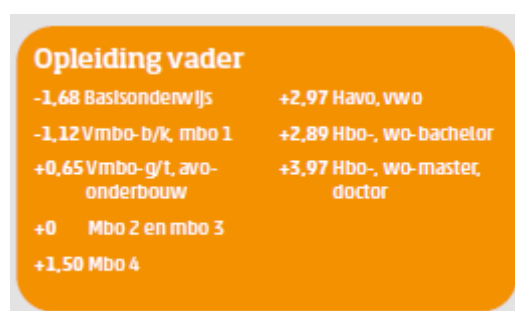 Opleiding vader
-1,68 Basisonderwijs
-1,12 Vmbo-b/k, mbo 1
+0,65 Vmbo-g/t, avo-
onderbouw
+0 Mbo 2 en mbo 3
+1,50 Mbo 4
+2,97 Havo, vwo
+2,89 Hbo-, wo-bachelor
+3,97 Hbo-, wo-master,
doctor